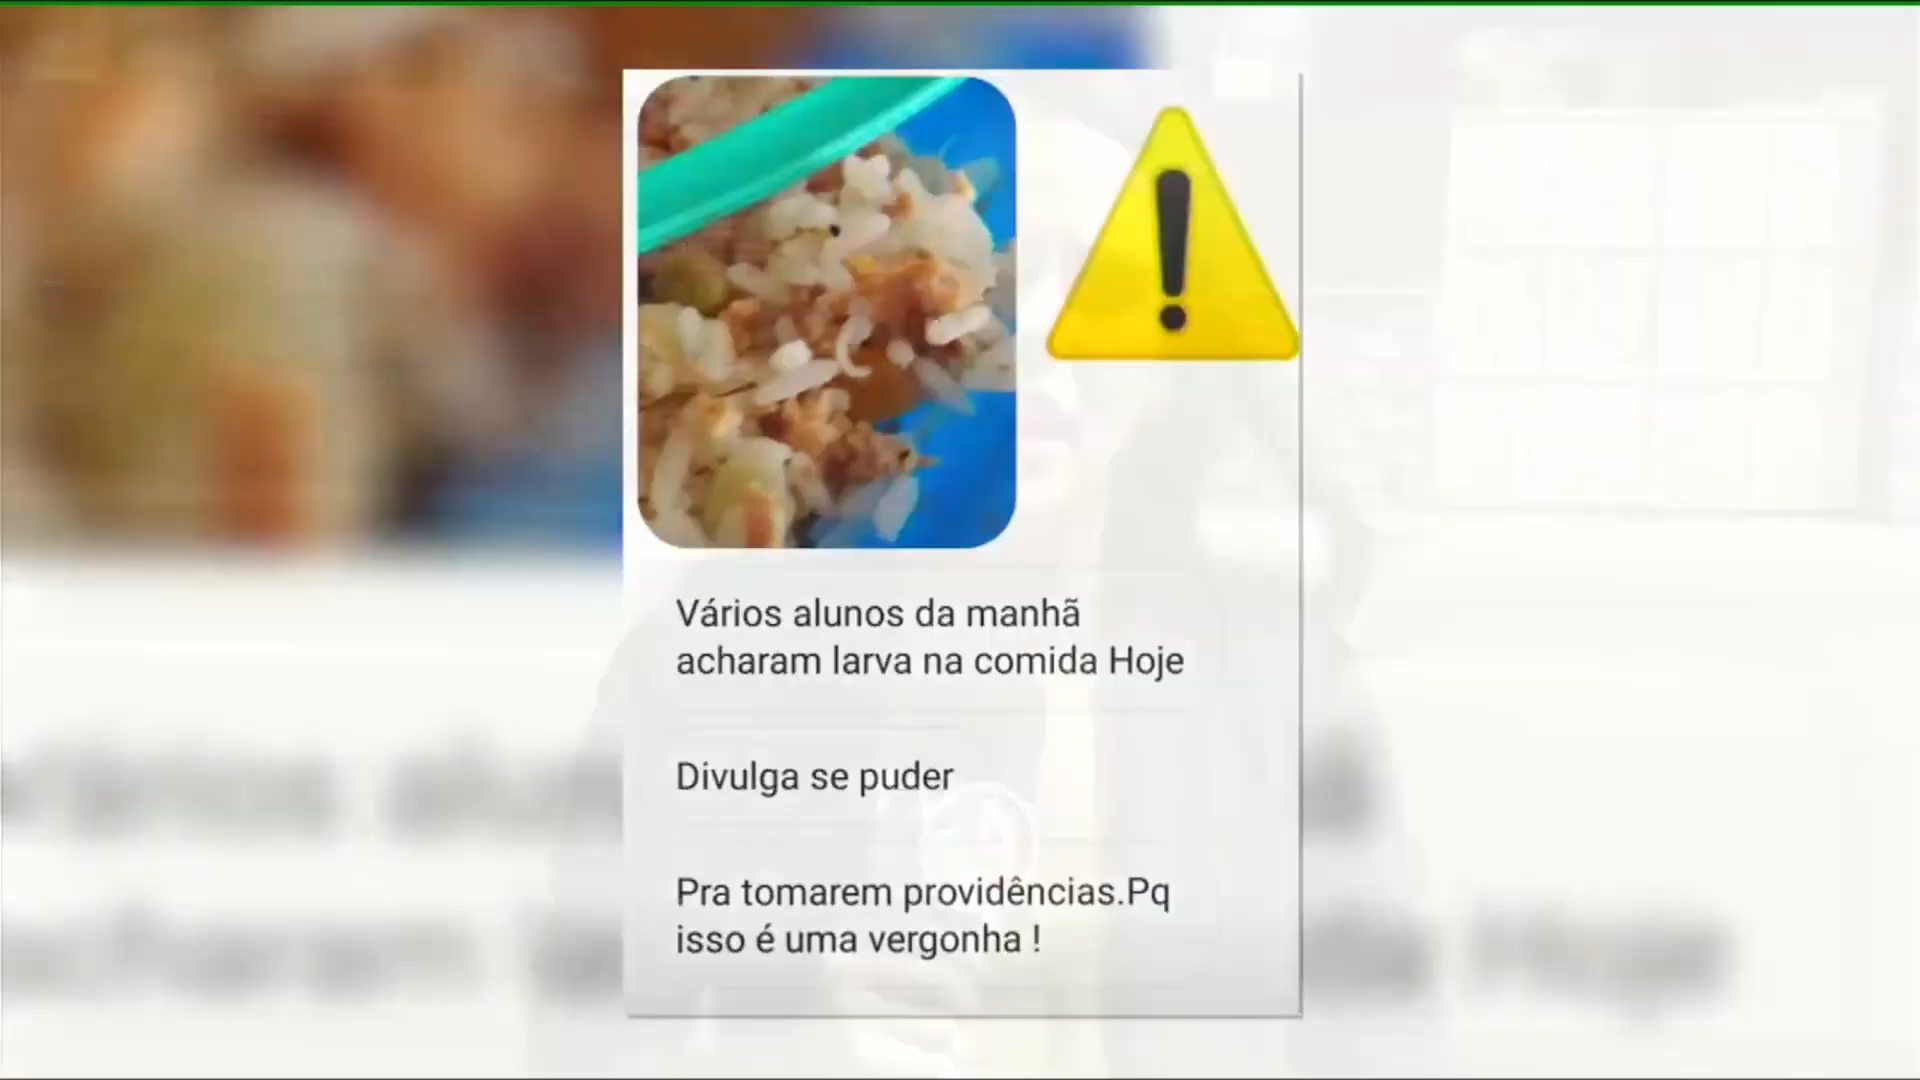 Vários alunos da manhã
acharam larva na comida Hoje
Divulga se puder
Pra tomarem providências.Pq
isso é uma vergonha !